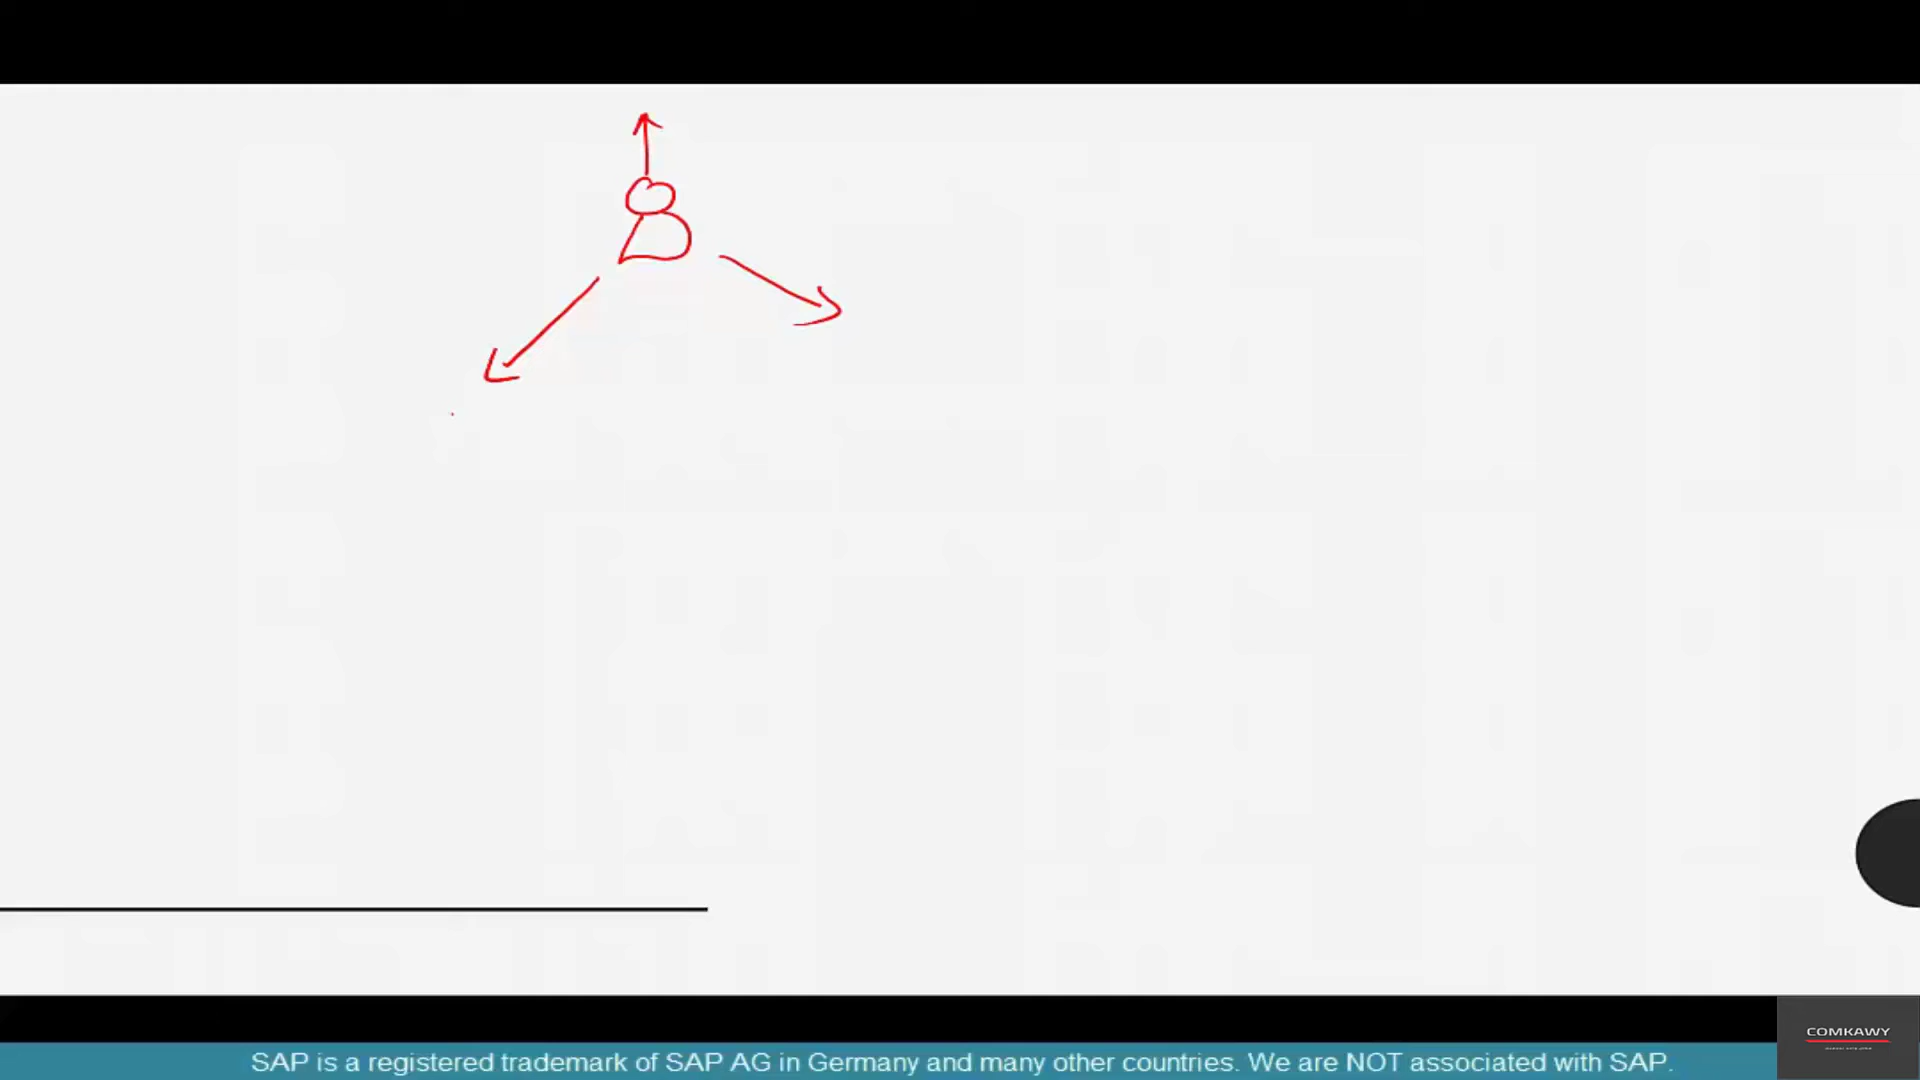 COMKAWY
SAP is a registered trademark of SAP AG in Germany and many other countries. We are NOT associated with SAP.